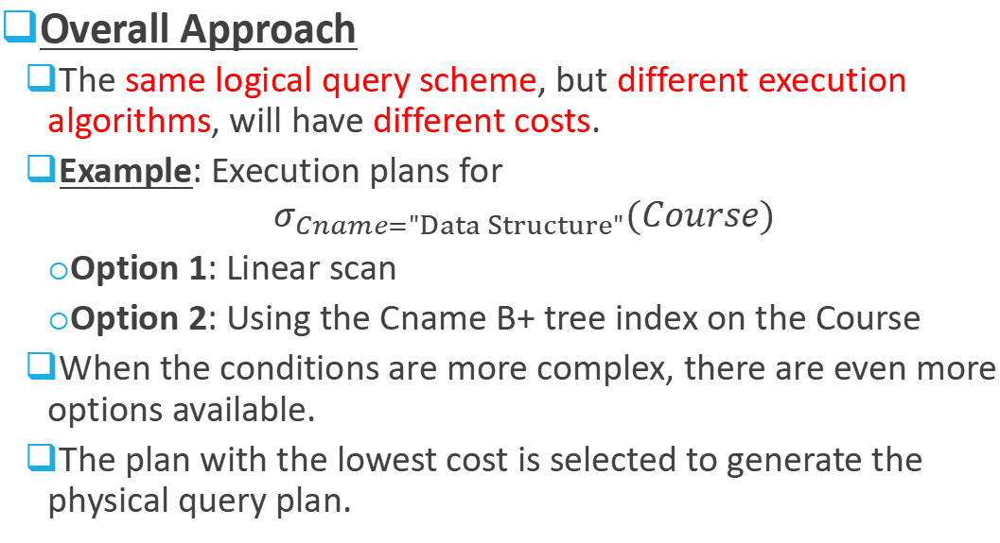 Overall Approach
The same logical query scheme, but different execution
algorithms, will have different costs.
Example: Execution plans for
σ Cname="Data Structure"(Course)
Option 1: Linear scan
Option 2: Using the Cname B+ tree index on the Course
When the conditions are more complex, there are even more
options available.
The plan with the lowest cost is selected to generate the
physical query plan.